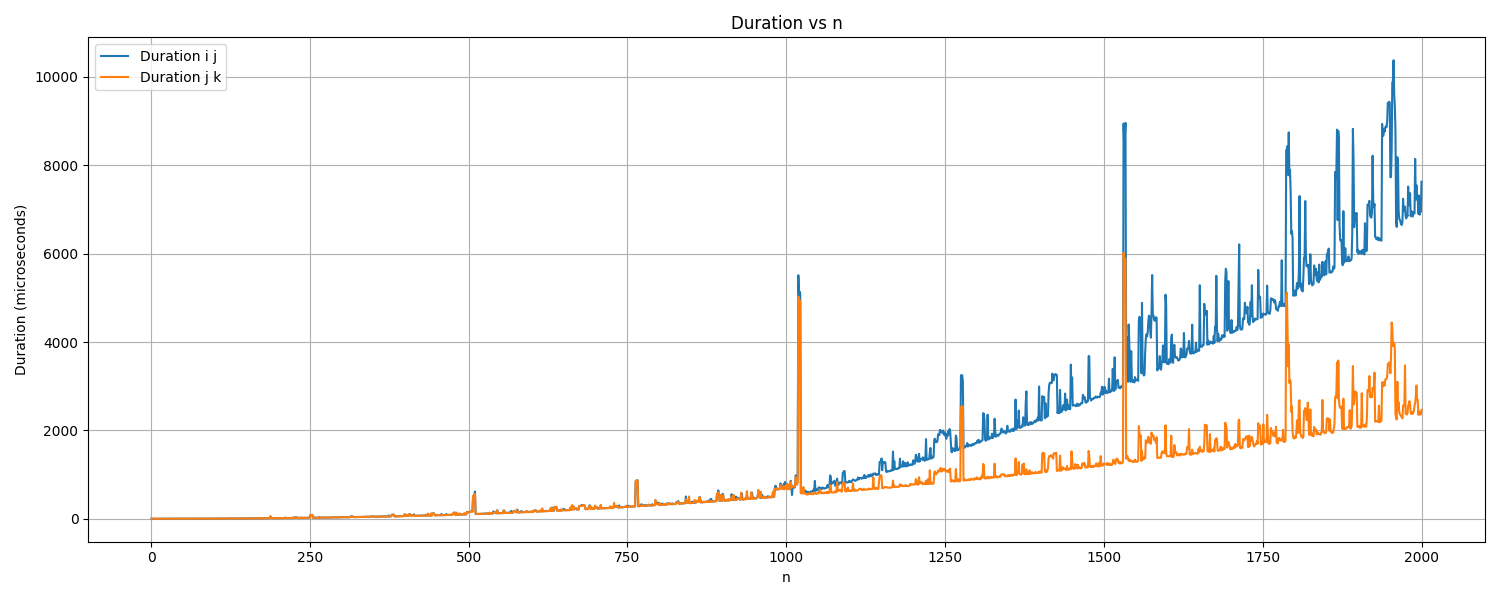 Duration vs n
Duration i j
Duration j k
Duration (microseconds)
10000
8000
6000
4000
2000
0
0 250 500 750 1000 1250 1500 1750 2000
n